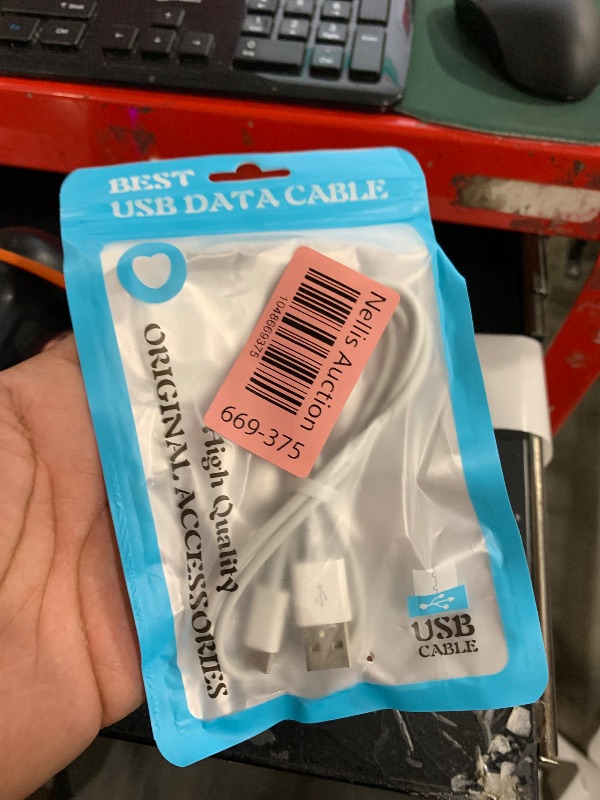 BEST
USB DATA CABLE
Nellis Auction
1048669375
669-375
High Quality
ORIGINAL ACCESSORIES
USB
CABLE